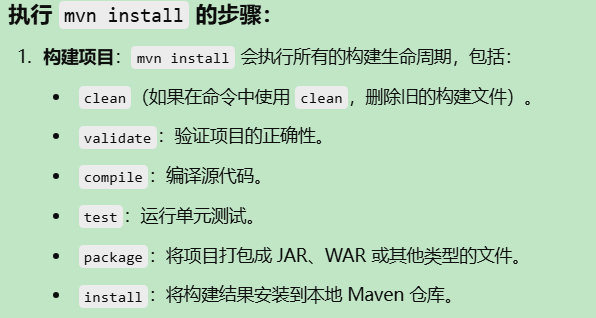 执行 mvn install 的步骤：
1. 构建项目：mvn install 会执行所有的构建生命周期，包括：
• clean（如果在命令中使用 clean，删除旧的构建文件）。
• validate：验证项目的正确性。
• compile：编译源代码。
• test：运行单元测试。
• package：将项目打包成 JAR、WAR 或其他类型的文件。
• install：将构建结果安装到本地 Maven 仓库。